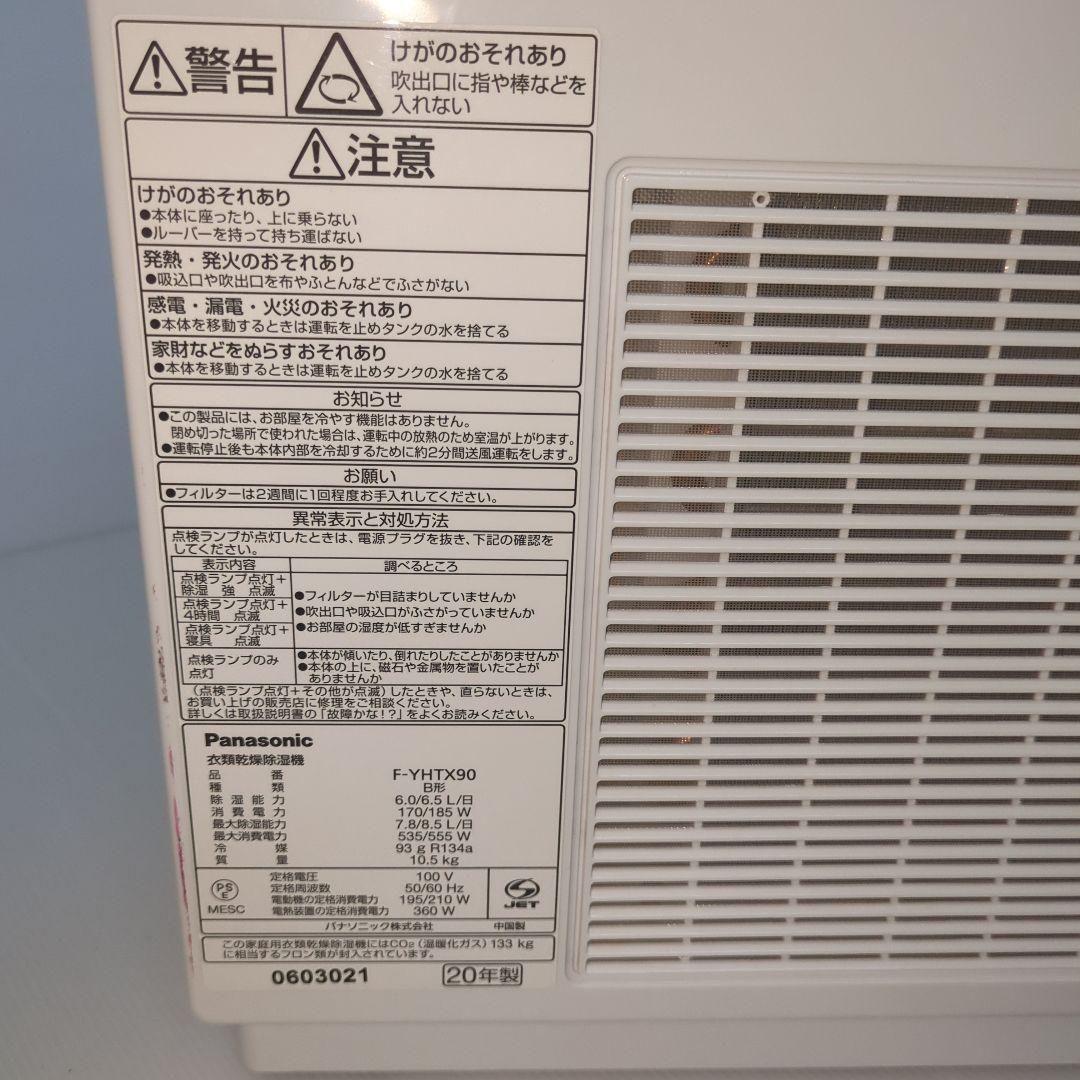 警告
けがのおそれあり
吹出口に指や棒などを
入れない
注意
けがのおそれあり
●本体に座ったり、上に乗らない
●ルーバーを持って持ち運ばない
発熱・発火のおそれあり
●吸込口や吹出口を布やふとんなどでふさがない
感電・漏電・火災のおそれあり
●本体を移動するときは運転を止めタンクの水を捨てる
家財などをぬらすおそれあり
●本体を移動するときは運転を止めタンクの水を捨てる
お知らせ
●この製品には、お部屋を冷やす機能はありません。
閉め切った場所で使われた場合は、運転中の放熱のため室温が上がります。
●運転停止後も本体内部を冷却するために約2分間送風運転をします。
お願い
●フィルターは2週間に1回程度お手入れしてください。
異常表示と対処方法
点検ランプが点灯したときは、電源プラグを抜き、下記の確認を
してください。
表示内容 調べるところ
点検ランプ点灯+
除湿 強 点滅
点検ランプ点灯+
4時間 点滅
点検ランプ点灯+
寝具 点滅
●フィルターが目詰まりしていませんか
●吹出口や吸込口がふさがっていませんか
●お部屋の湿度が低すぎませんか
点検ランプのみ
点灯
●本体が傾いたり、倒れたりしたことがありませんか
●本体の上に、磁石や金属物を置いたことが
ありませんか
(点検ランプ点灯+その他が点滅)したときや、直らないときは、
お買い上げの販売店に修理をご相談ください。
詳しくは取扱説明書の「故障かな!?」をよくお読みください。
Panasonic
衣類乾燥除湿機
品番 F-YHTX90
種類 B形
除湿能力 6.0/6.5 L/日
消費電力 170/185 W
最大除湿能力 7.8/8.5 L/日
最大消費電力 535/555 W
冷媒 93 g R134a
質量 10.5 kg
PS
E
MESC
定格電圧 100 V
定格周波数 50/60 Hz
電動機の定格消費電力 195/210 W
電熱装置の定格消費電力 360 W
JET
パナソニック株式会社 中国製
この家庭用衣類乾燥除湿機にはCO₂(温暖化ガス)133 kg
に相当するフロン類が封入されています。
0603021 20年製